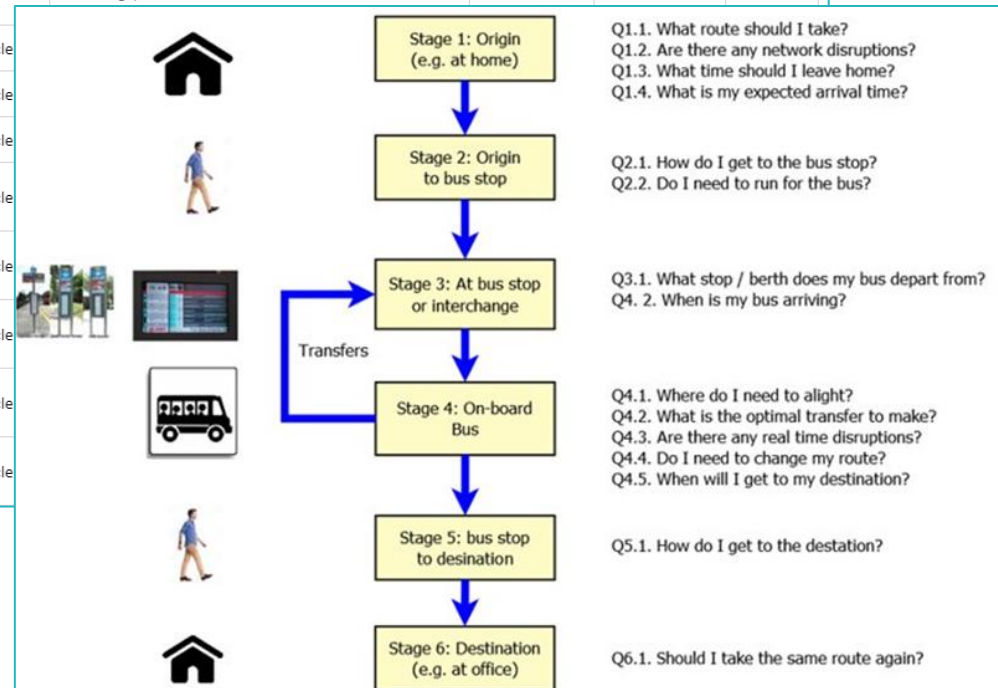 Stage 1: Origin
(e.g. at home)
Q1.1. What route should I take?
Q1.2. Are there any network disruptions?
Q1.3. What time should I leave home?
Q1.4. What is my expected arrival time?
Stage 2: Origin
to bus stop
Q2.1. How do I get to the bus stop?
Q2.2. Do I need to run for the bus?
Stage 3: At bus stop
or interchange
Q3.1. What stop / berth does my bus depart from?
Q4. 2. When is my bus arriving?
Transfers
Stage 4: On-board
Bus
Q4.1. Where do I need to alight?
Q4.2. What is the optimal transfer to make?
Q4.3. Are there any real time disruptions?
Q4.4. Do I need to change my route?
Q4.5. When will I get to my destination?
Stage 5: bus stop
to desination
Q5.1. How do I get to the destation?
Stage 6: Destination
(e.g. at office)
Q6.1. Should I take the same route again?